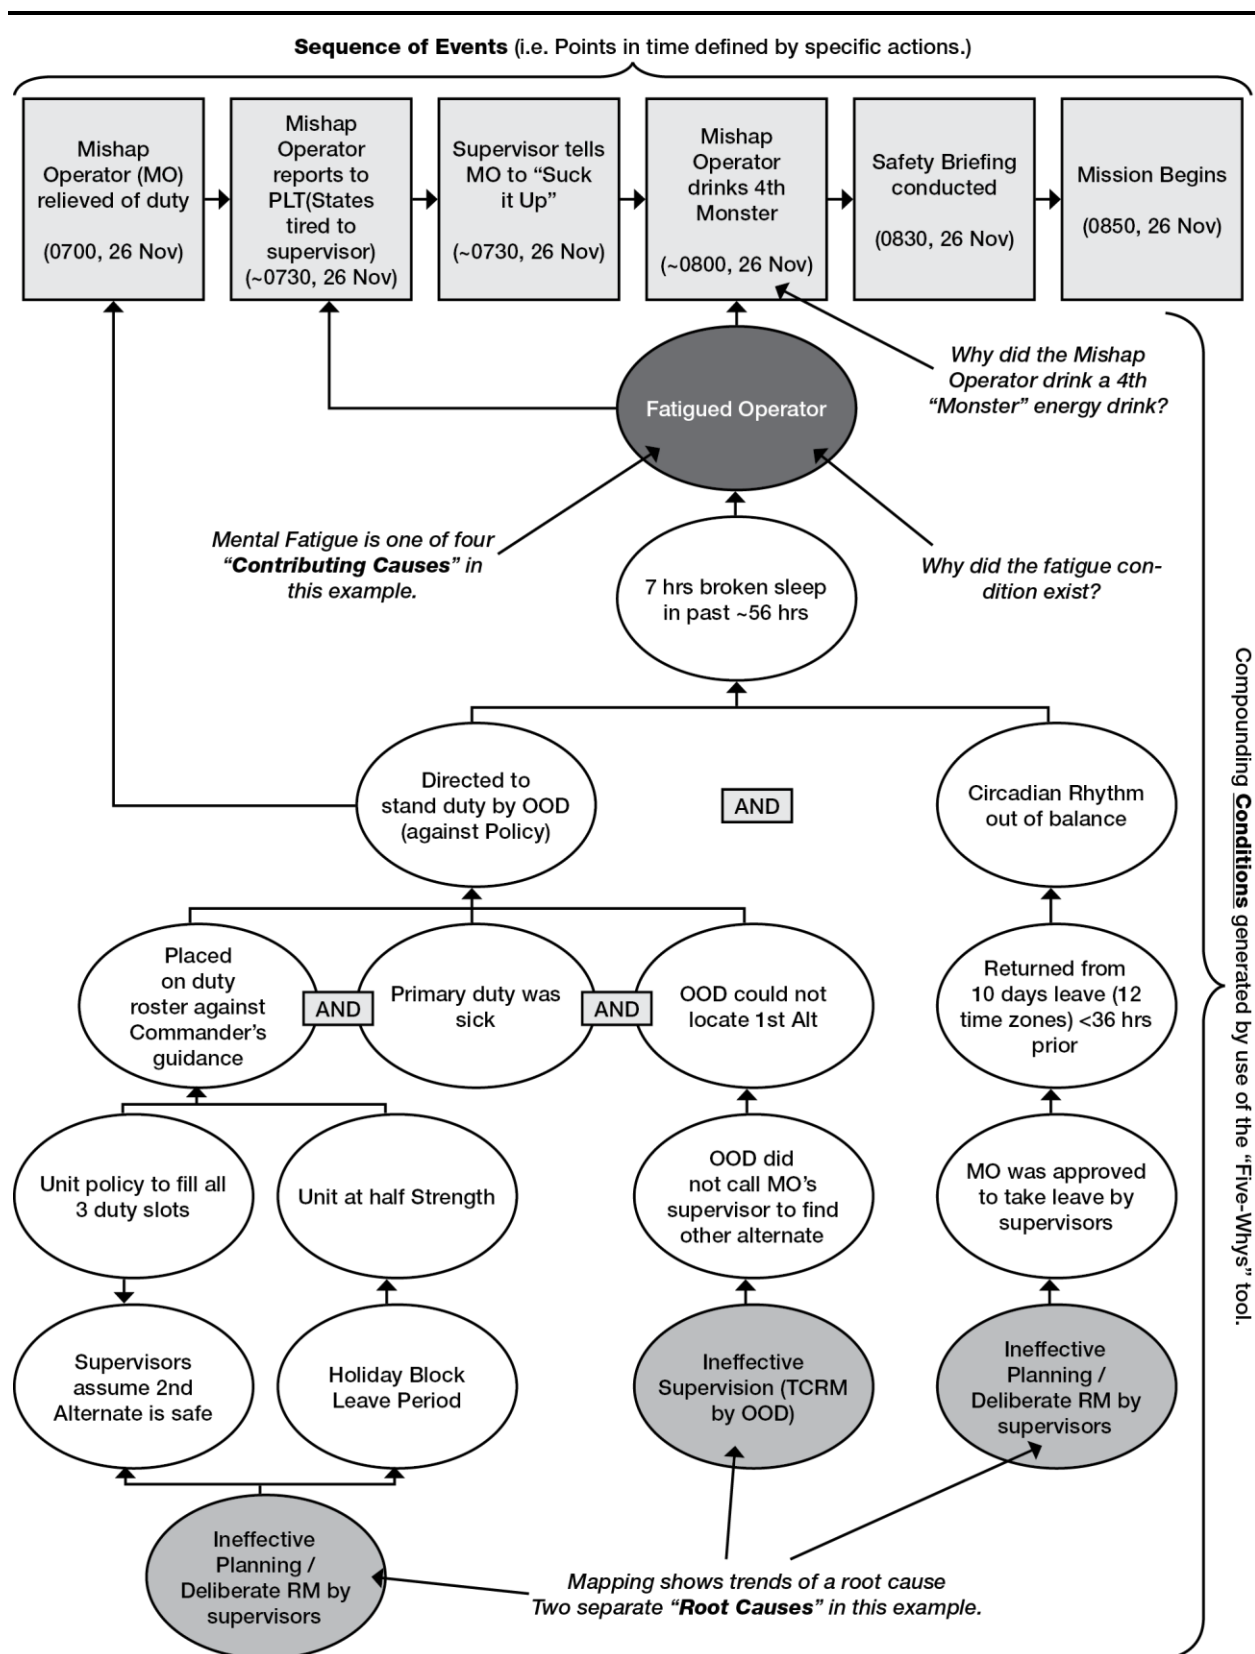 Sequence of Events (i.e. Points in time defined by specific actions.)
Mishap
Operator (MO)
relieved of duty
(0700, 26 Nov)
Mishap
Operator
reports to
PLT(States
tired to
supervisor)
(~0730, 26 Nov)
Supervisor tells
MO to “Suck
it Up”
(~0730, 26 Nov)
Mishap
Operator
drinks 4th
Monster
(~0800, 26 Nov)
Safety Briefing
conducted
(0830, 26 Nov)
Mission Begins
(0850, 26 Nov)
Why did the Mishap
Operator drink a 4th
“Monster” energy drink?
Fatigued Operator
Mental Fatigue is one of four
“Contributing Causes” in
this example.
Why did the fatigue con-
dition exist?
7 hrs broken sleep
in past ~56 hrs
Directed to
stand duty by OOD
(against Policy)
AND
Circadian Rhythm
out of balance
Placed
on duty
roster against
Commander’s
guidance
AND
Primary duty was
sick
AND
OOD could not
locate 1st Alt
Returned from
10 days leave (12
time zones) <36 hrs
prior
Unit policy to fill all
3 duty slots
Unit at half Strength
OOD did
not call MO’s
supervisor to find
other alternate
MO was approved
to take leave by
supervisors
Supervisors
assume 2nd
Alternate is safe
Holiday Block
Leave Period
Ineffective
Supervision (TCRM
by OOD)
Ineffective
Planning /
Deliberate RM by
supervisors
Ineffective
Planning /
Deliberate RM by
supervisors
Mapping shows trends of a root cause
Two separate “Root Causes” in this example.
Compounding Conditions generated by use of the “Five-Whys” tool.